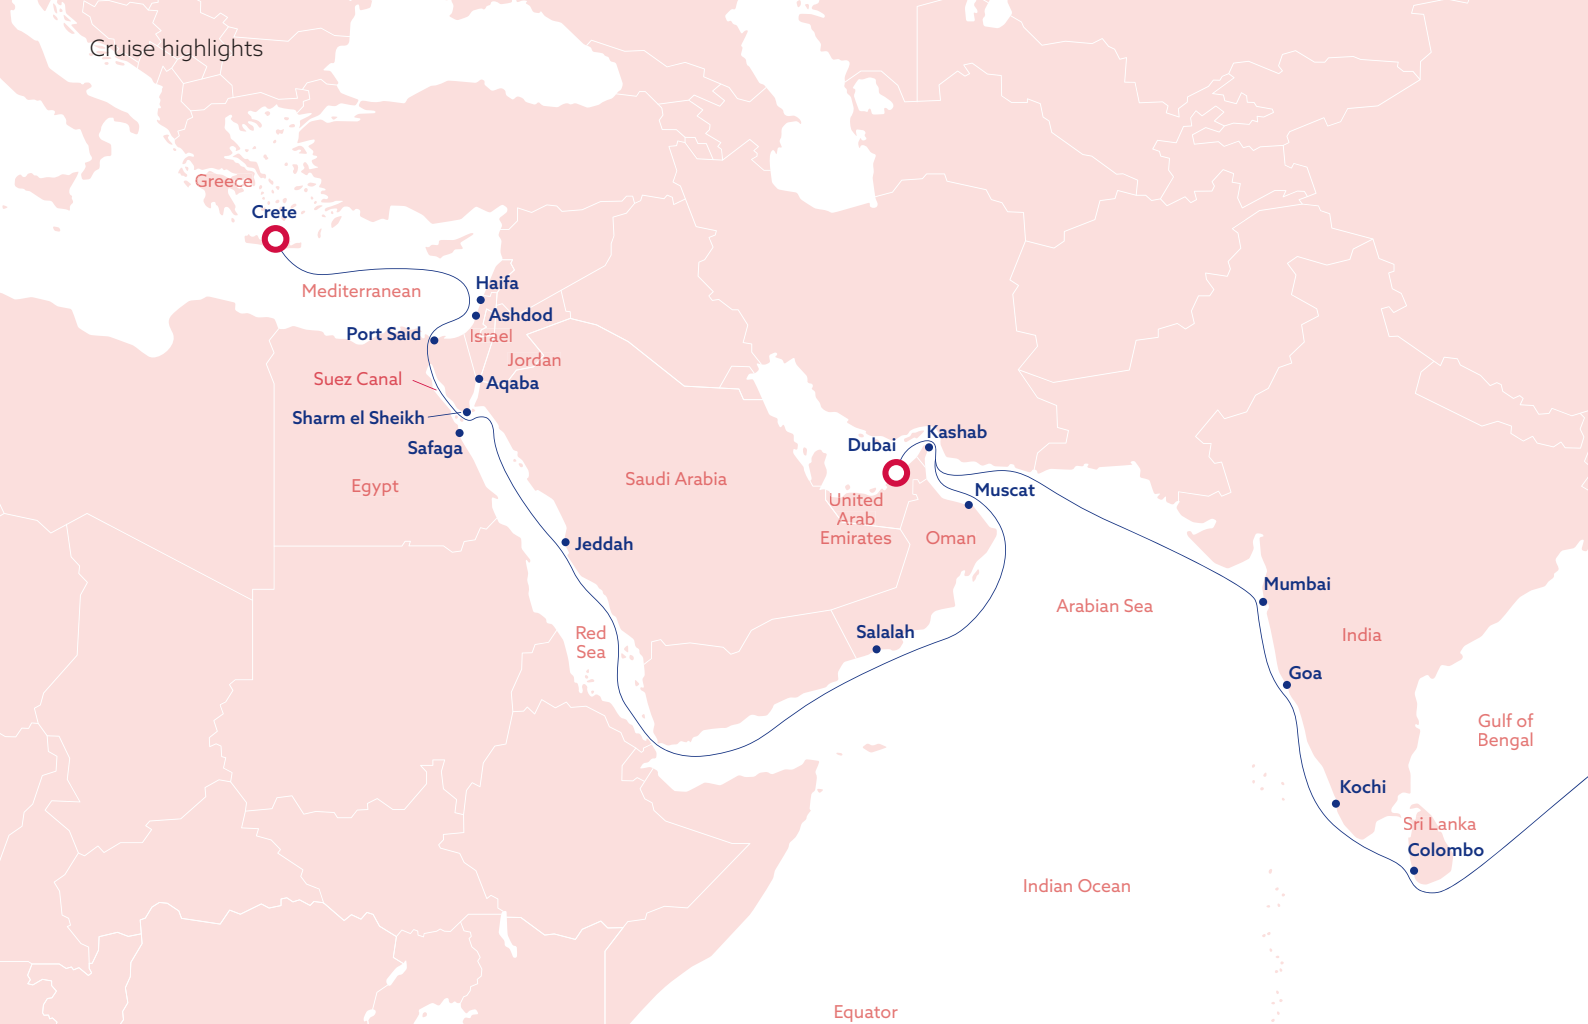 Cruise highlights
Greece
Crete
Haifa
Mediterranean
Ashdod
Port Said
Israel
Jordan
Suez Canal
Aqaba
Sharm el Sheikh
Safaga
Dubai
Kashab
Egypt
Saudi Arabia
Muscat
United
Arab
Emirates
Oman
Jeddah
Mumbai
Arabian Sea
Red
Sea
Salalah
India
Goa
Gulf of
Bengal
Kochi
Sri Lanka
Colombo
Indian Ocean
Equator